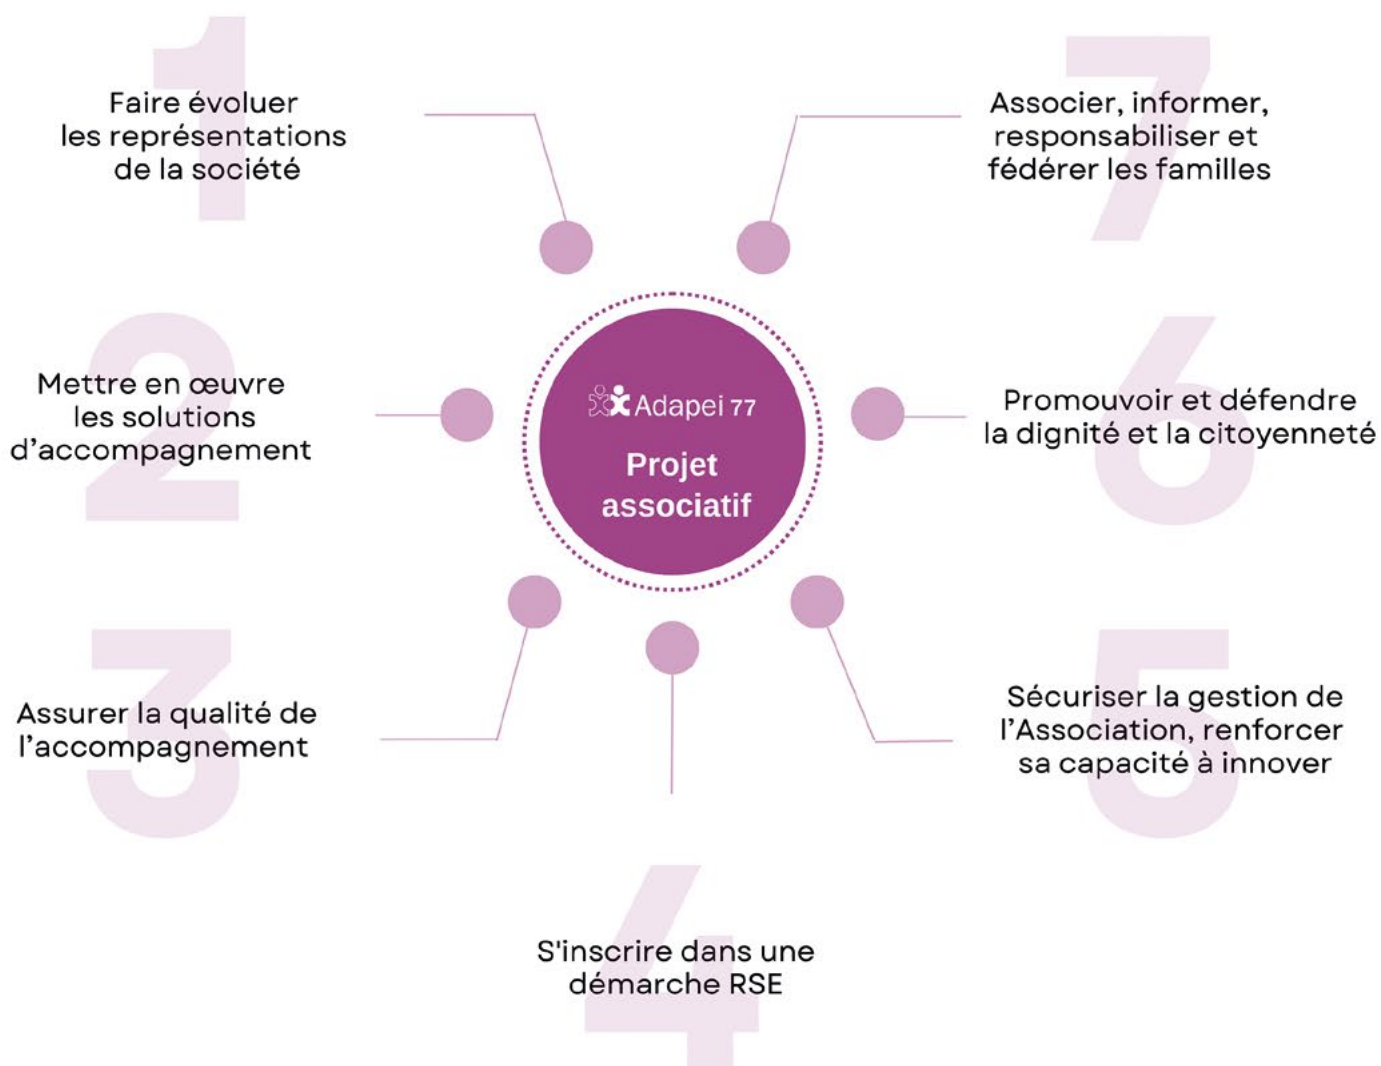 1
Faire évoluer
les représentations
de la société
2
Mettre en œuvre
les solutions
d’accompagnement
3
Assurer la qualité de
l’accompagnement
4
S'inscrire dans une
démarche RSE
5
Sécuriser la gestion de
l’Association, renforcer
sa capacité à innover
6
Promouvoir et défendre
la dignité et la citoyenneté
7
Associer, informer,
responsabiliser et
fédérer les familles
Adapei 77
Projet
associatif